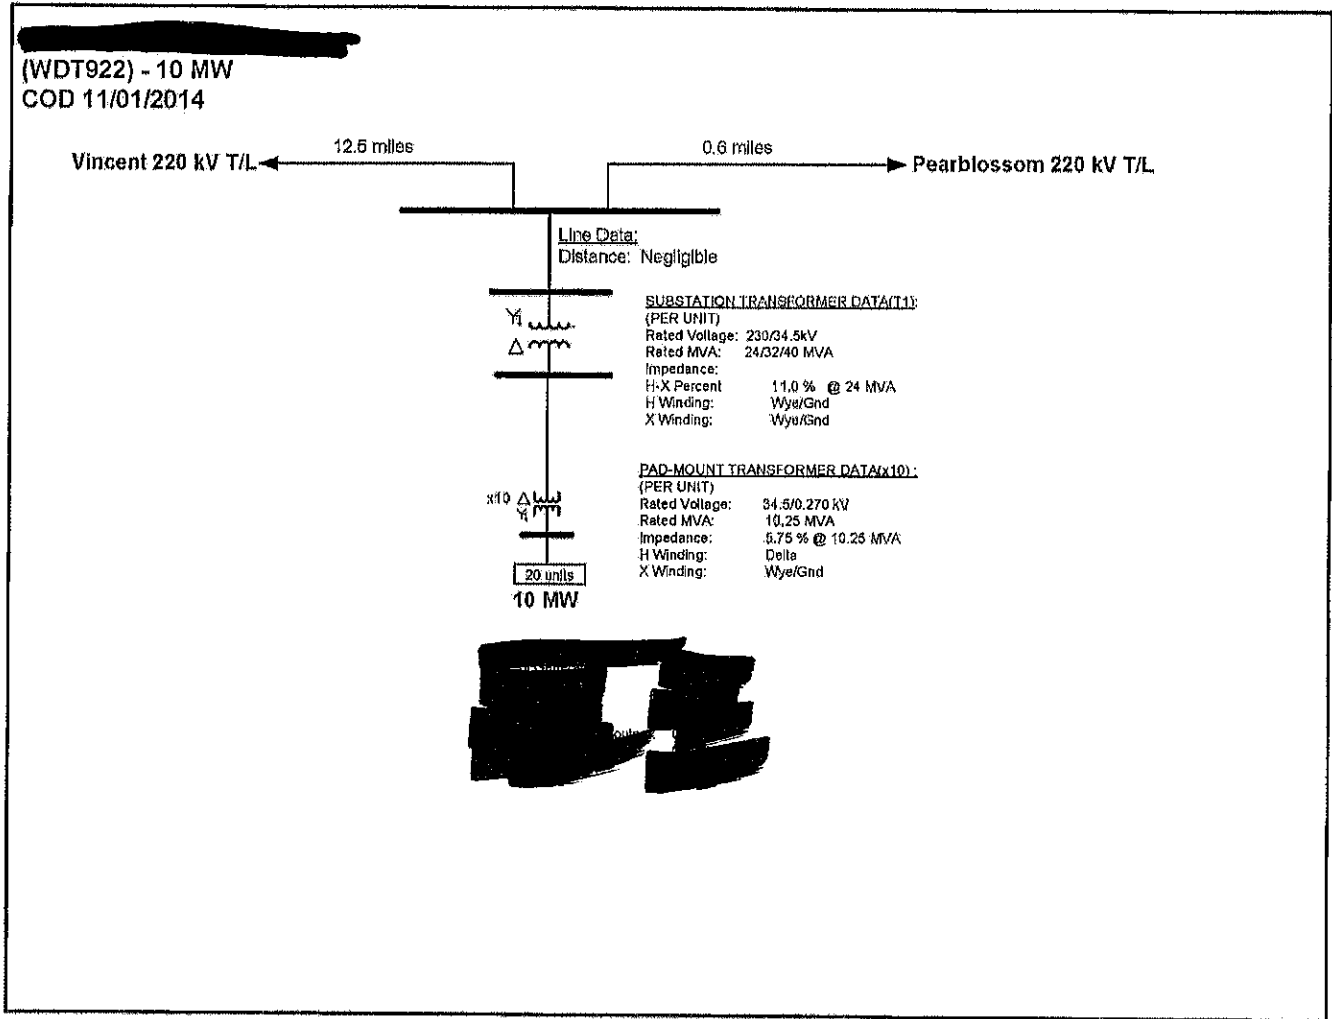 (WDT922) - 10 MW
COD 11/01/2014
12.5 miles
0.6 miles
Vincent 220 kV T/L
Pearblossom 220 kV T/L
Line Data:
Distance: Negligible
SUBSTATION TRANSFORMER DATA(T1):
(PER UNIT)
Rated Voltage: 230/34.5kV
Rated MVA: 24/32/40 MVA
Impedance:
H-X Percent 11.0 % @ 24 MVA
H Winding: Wye/Gnd
X Winding: Wye/Gnd
Y
Δ
PAD-MOUNT TRANSFORMER DATA(x10) :
(PER UNIT)
Rated Voltage: 34.5/0.270 kV
Rated MVA: 10.25 MVA
Impedance: 5.75 % @ 10.25 MVA
H Winding: Delta
X Winding: Wye/Gnd
x10 Δ
Y
20 units
10 MW